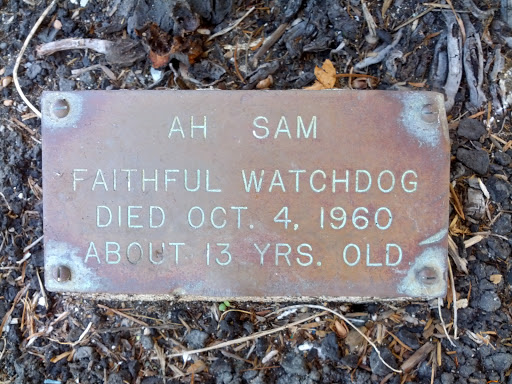 AH SAM
FAITHFUL WATCHDOG
DIED OCT. 4, 1960
ABOUT 13 YRS. OLD